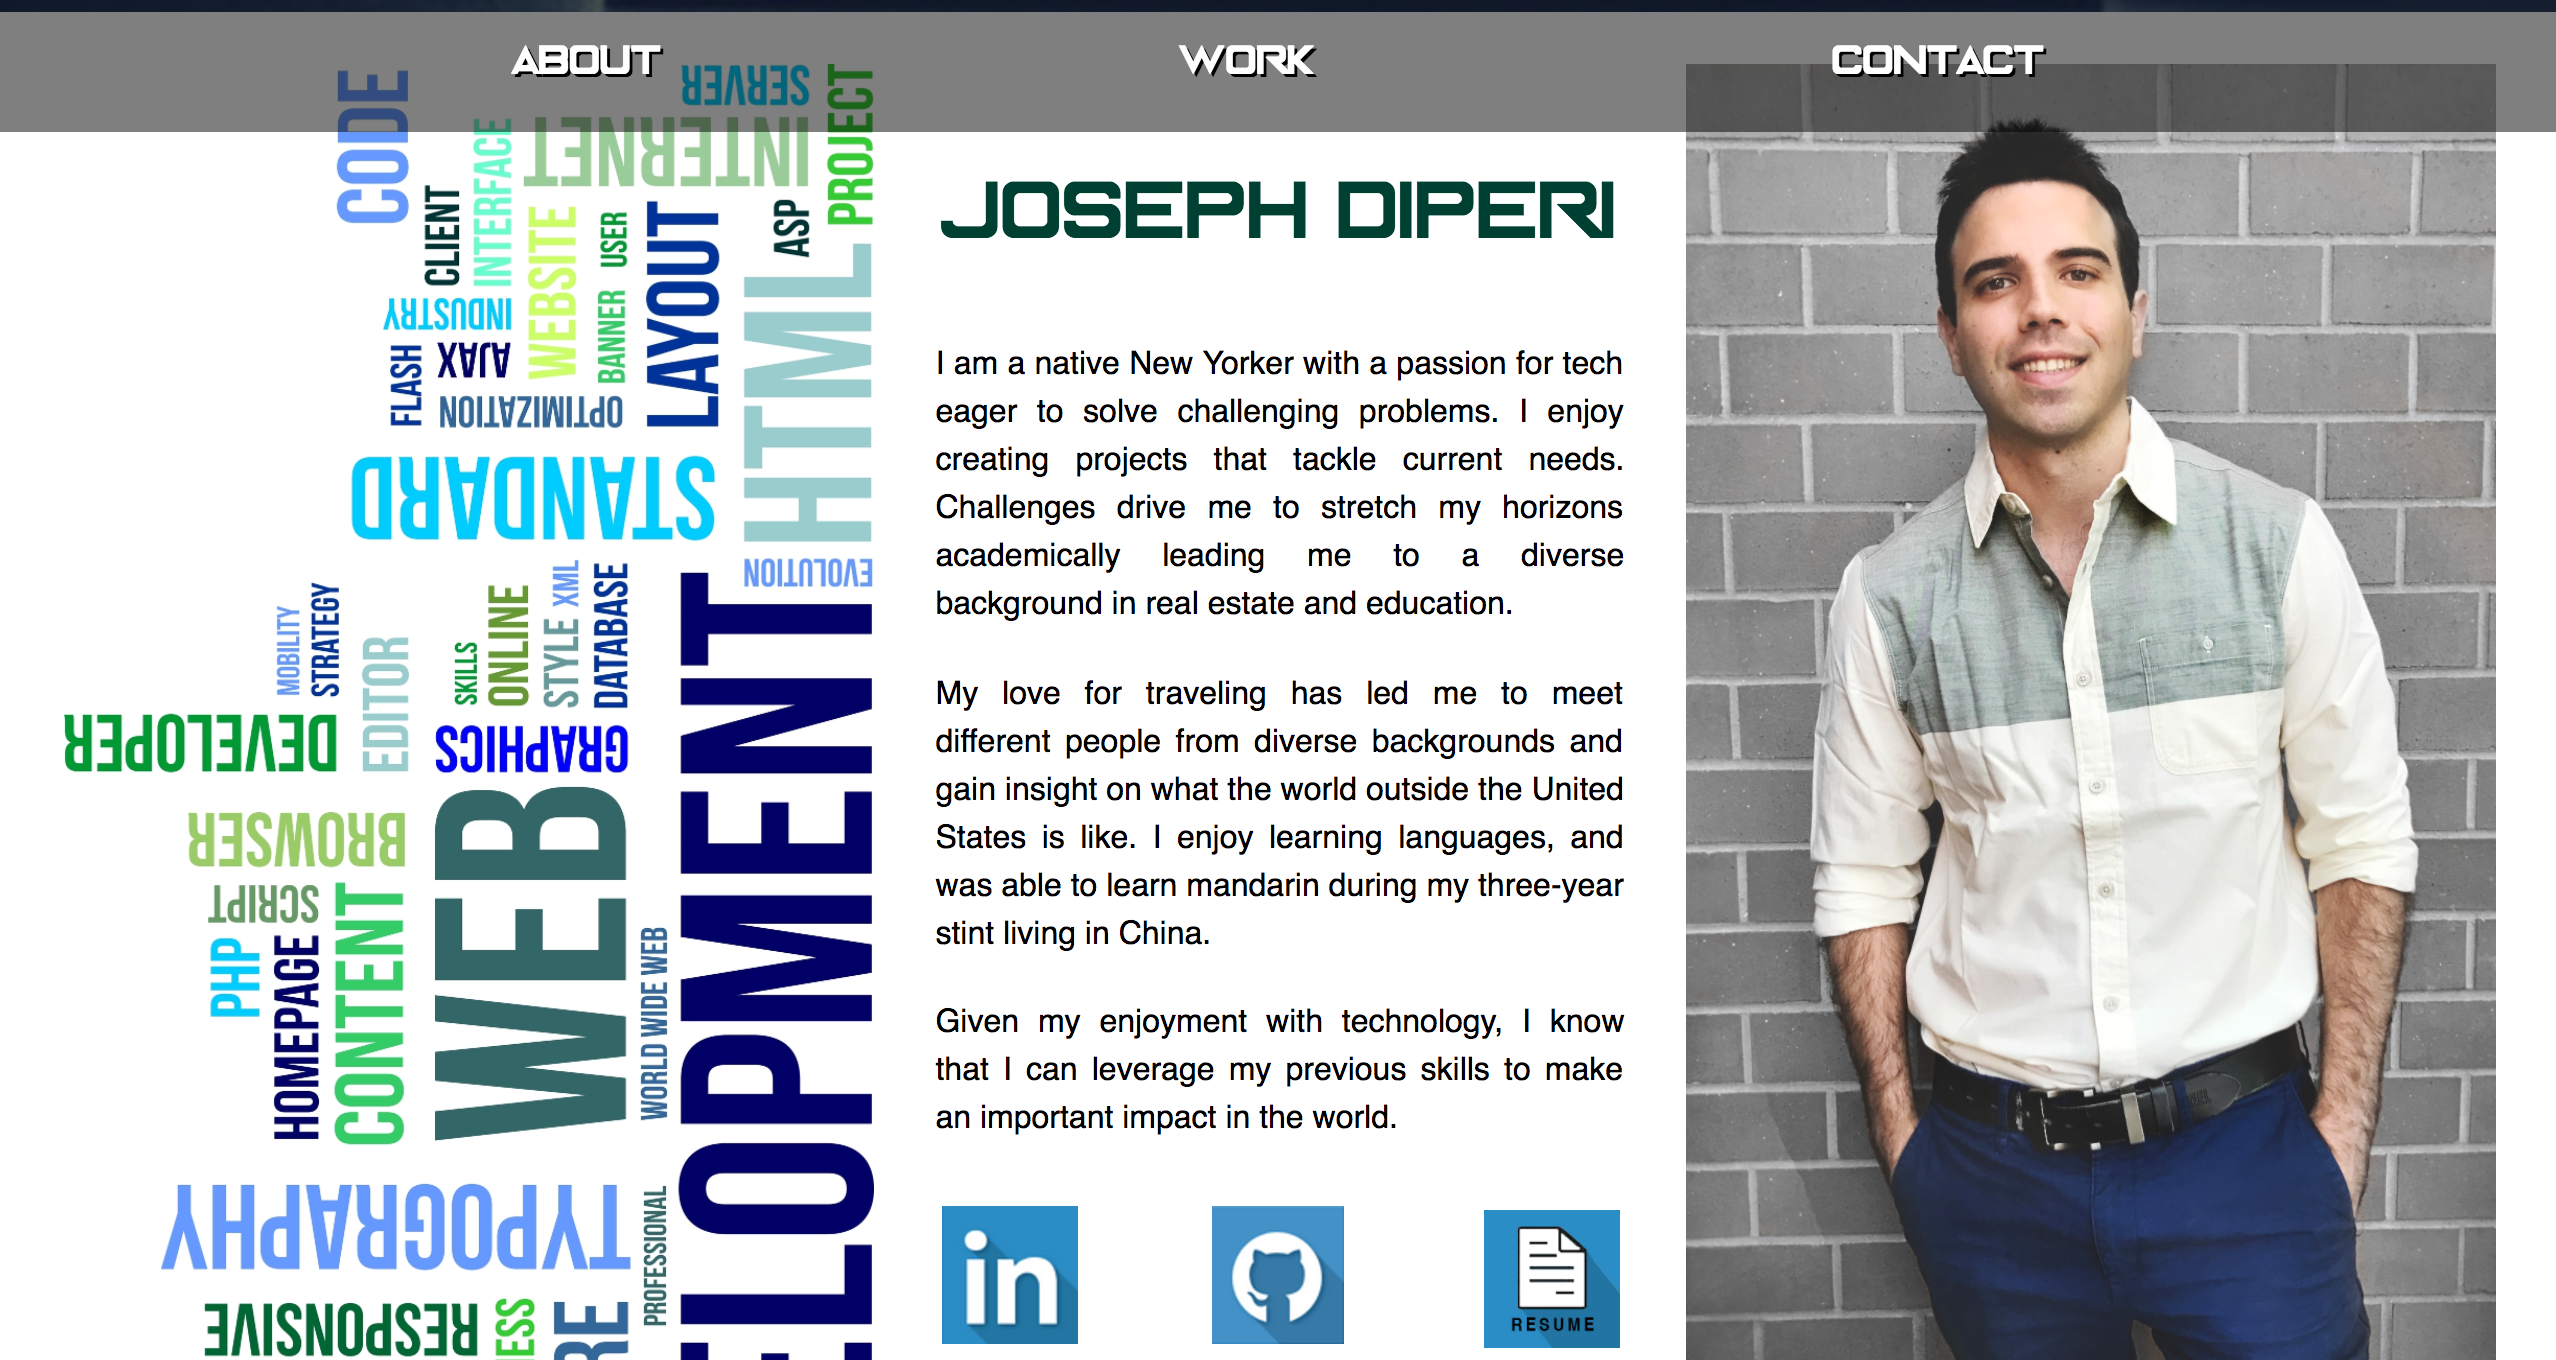 ABOUT
WORK
CONTACT
CODE
SERVER
PROJECT
INTERNET
INTERFACE
CLIENT
WEBSITE
USER
LAYOUT
ASP
HTML
INDUSTRY
BANNER
FLASH
AJAX
OPTIMIZATION
STANDARD
EVOLUTION
MOBILITY
STRATEGY
EDITOR
SKILLS
ONLINE
STYLE
XML
DATABASE
DEVELOPER
GRAPHICS
BROWSER
WEB
ELOPMENT
SCRIPT
CONTENT
PHP
HOMEPAGE
WORLD WIDE WEB
TYPOGRAPHY
PROFESSIONAL
RESPONSIVE
ESS
RE
JOSEPH DIPERI
I am a native New Yorker with a passion for tech
eager to solve challenging problems. I enjoy
creating projects that tackle current needs.
Challenges drive me to stretch my horizons
academically leading me to a diverse
background in real estate and education.
My love for traveling has led me to meet
different people from diverse backgrounds and
gain insight on what the world outside the United
States is like. I enjoy learning languages, and
was able to learn mandarin during my three-year
stint living in China.
Given my enjoyment with technology, I know
that I can leverage my previous skills to make
an important impact in the world.
in
RESUME